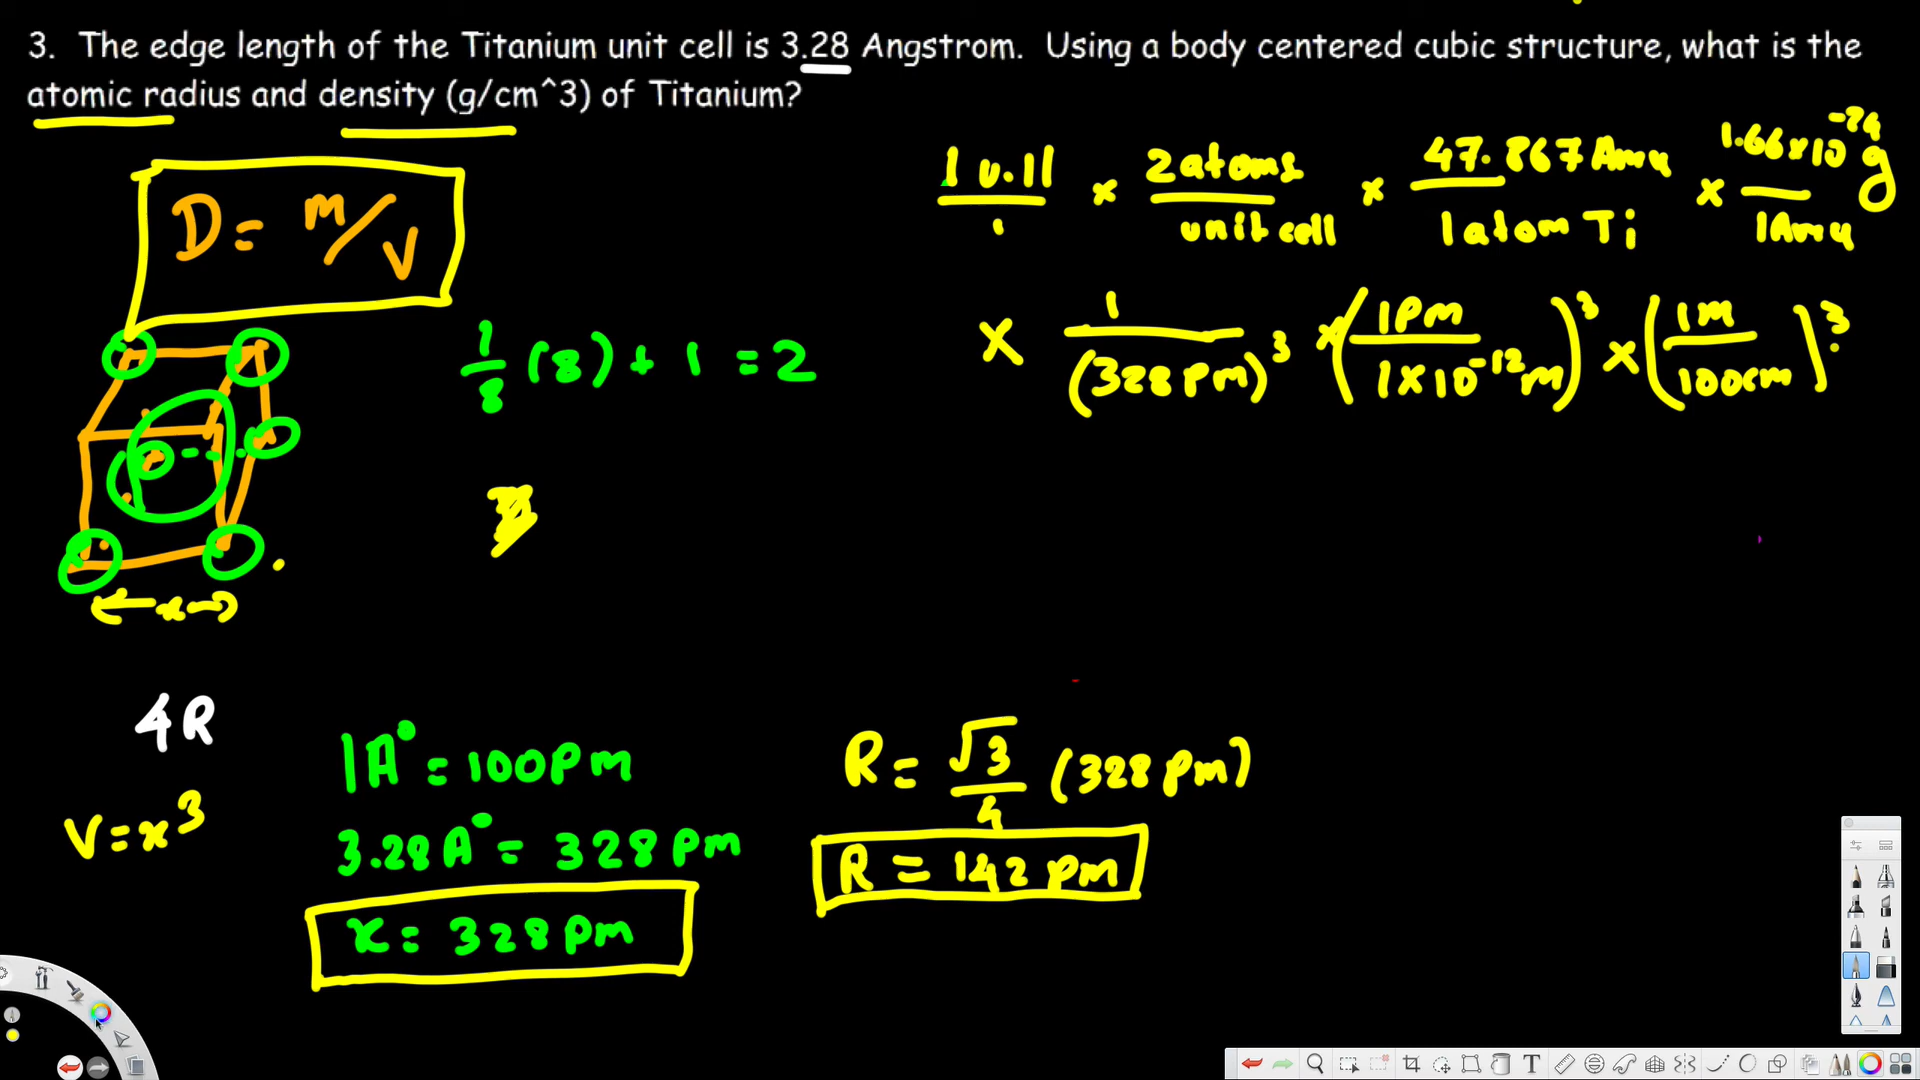 3. The edge length of the Titanium unit cell is 3.28 Angstrom. Using a body centered cubic structure, what is the
atomic radius and density (g/cm^3) of Titanium?
D = m/V
1/8 (8) + 1 = 2
1 u.ll/1 × 2 atoms/unit cell × 47.867 Amu/1 atom Ti × 1.66×10^-24 g/1 Amu
× 1/(328 pm)^3 × (1 pm/1×10^-12 m)^3 × (1m/100cm)^3
x
4R
V = x^3
1A° = 100 pm
3.28 A° = 328 pm
x = 328 pm
R = √3/4 (328 pm)
R = 142 pm